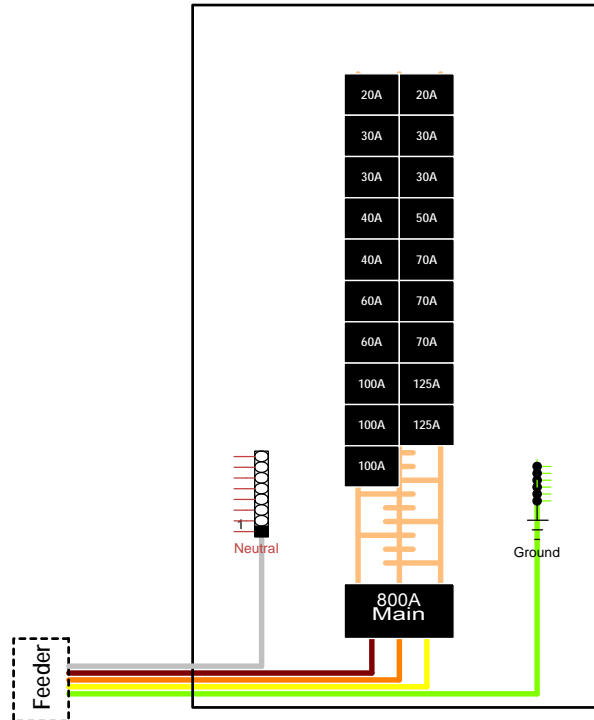 20A 20A
30A 30A
30A 30A
40A 50A
40A 70A
60A 70A
60A 70A
100A 125A
100A 125A
100A
1
Neutral
Ground
800A
Main
Feeder